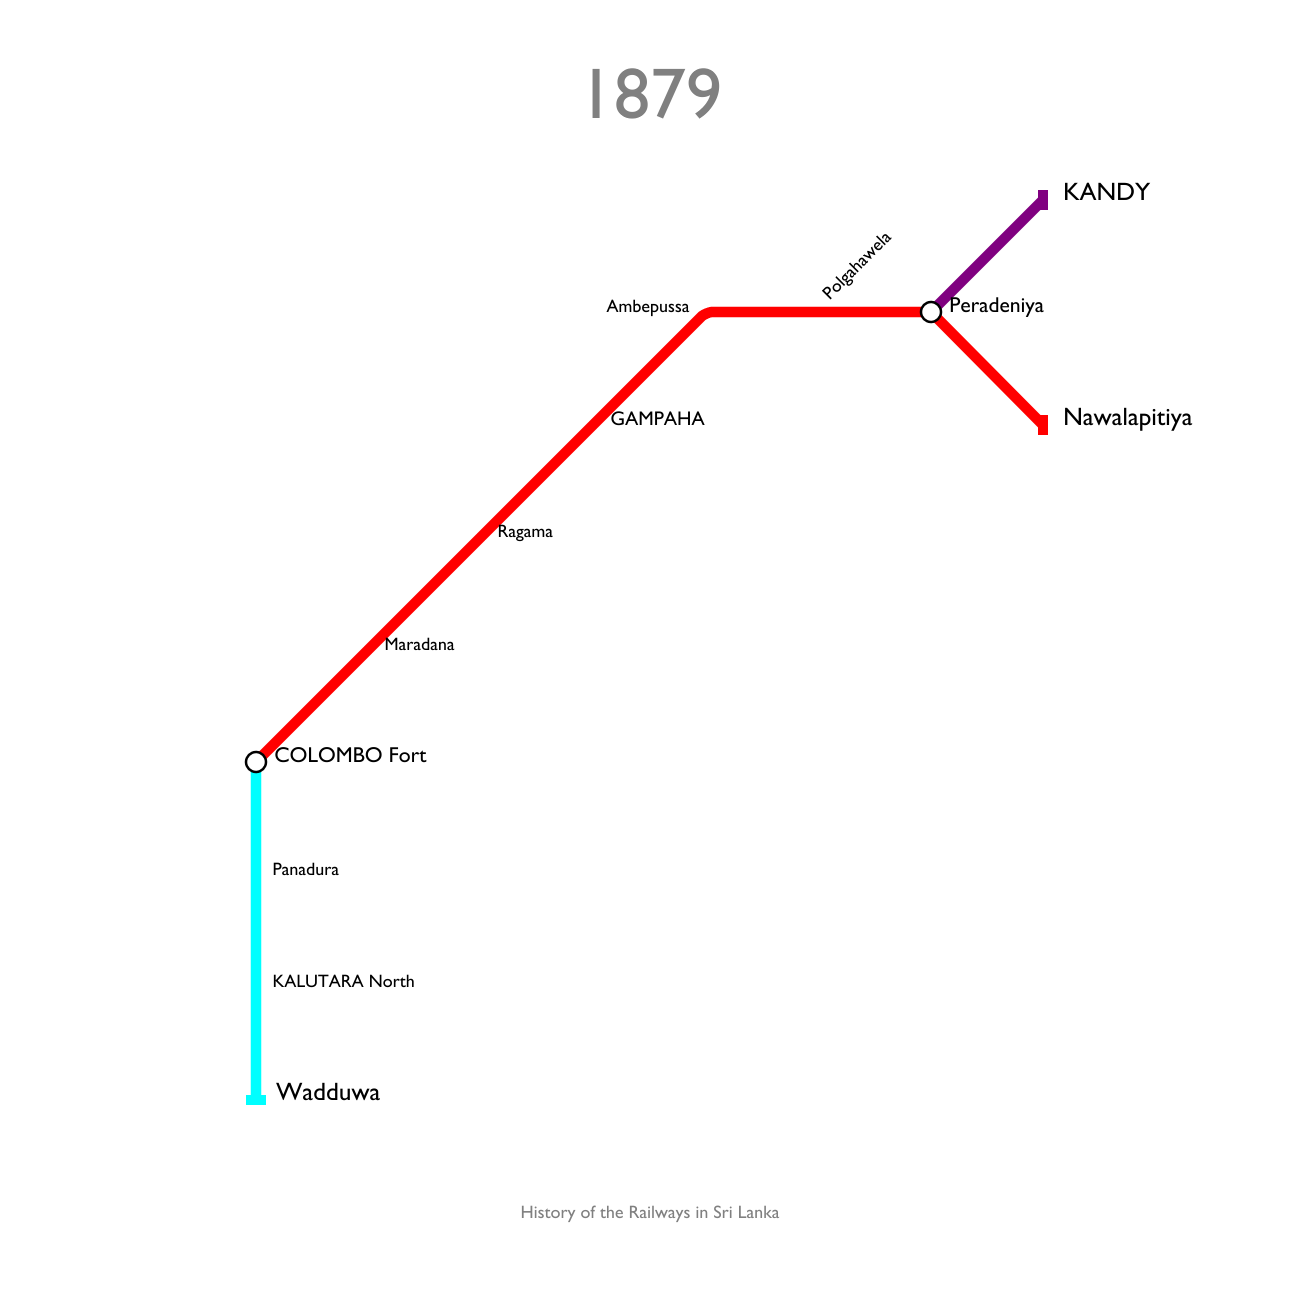 1879
KANDY
Polgahawela
Ambepussa
Peradeniya
GAMPAHA
Nawalapitiya
Ragama
Maradana
COLOMBO Fort
Panadura
KALUTARA North
Wadduwa
History of the Railways in Sri Lanka